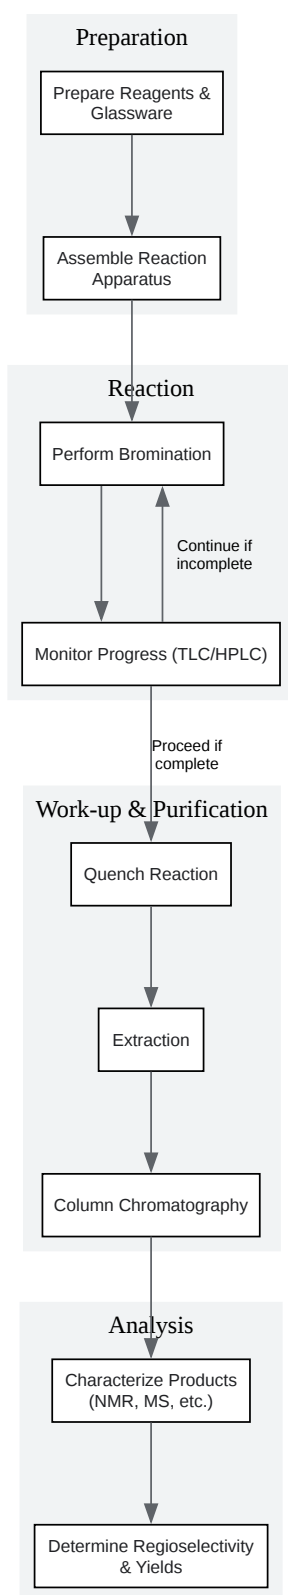 Preparation
Prepare Reagents &
Glassware
Assemble Reaction
Apparatus
Reaction
Perform Bromination
Continue if
incomplete
Monitor Progress (TLC/HPLC)
Proceed if
complete
Work-up & Purification
Quench Reaction
Extraction
Column Chromatography
Analysis
Characterize Products
(NMR, MS, etc.)
Determine Regioselectivity
& Yields